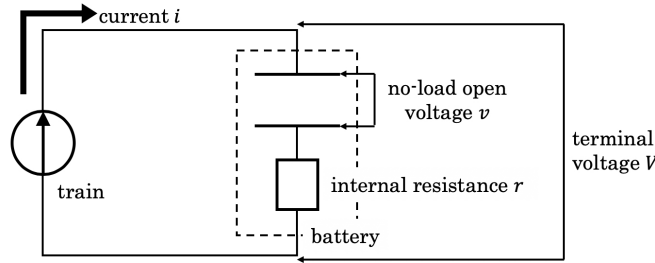 current i
no-load open
voltage v
terminal
voltage V
internal resistance r
train
battery